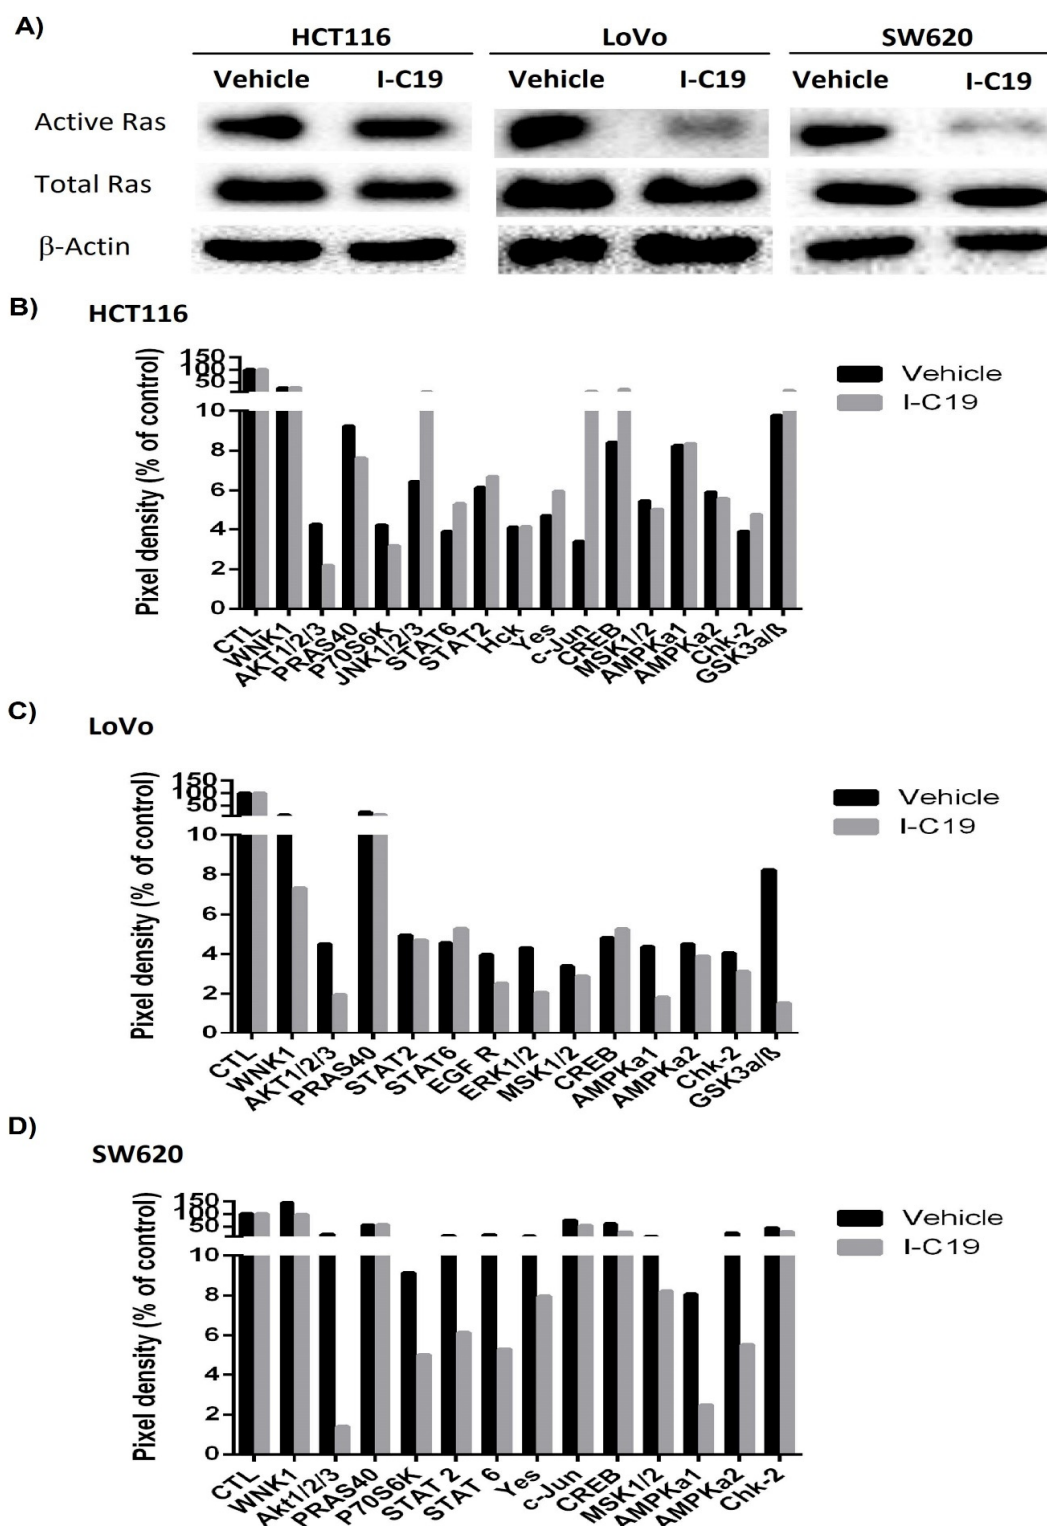 A)
HCT116 LoVo SW620
Vehicle I-C19 Vehicle I-C19 Vehicle I-C19
Active Ras
Total Ras
β-Actin
B)
HCT116
Pixel density (% of control)
150
100
50
10
8
6
4
2
0
Vehicle
I-C19
CTL WNK1 AKT1/2/3 PRAS40 P70S6K JNK1/2/3 STAT6 STAT2 Hck Yes c-Jun CREB MSK1/2 AMPKa1 AMPKa2 Chk-2 GSK3a/ß
C)
LoVo
Pixel density (% of control)
150
100
50
10
8
6
4
2
0
Vehicle
I-C19
CTL WNK1 AKT1/2/3 PRAS40 STAT2 STAT6 EGF R ERK1/2 MSK1/2 CREB AMPKa1 AMPKa2 Chk-2 GSK3a/ß
D)
SW620
Pixel density (% of control)
150
100
50
10
8
6
4
2
0
Vehicle
I-C19
CTL WNK1 Akt1/2/3 PRAS40 P70S6K STAT 2 STAT 6 Yes c-Jun CREB MSK1/2 AMPKa1 AMPKa2 Chk-2